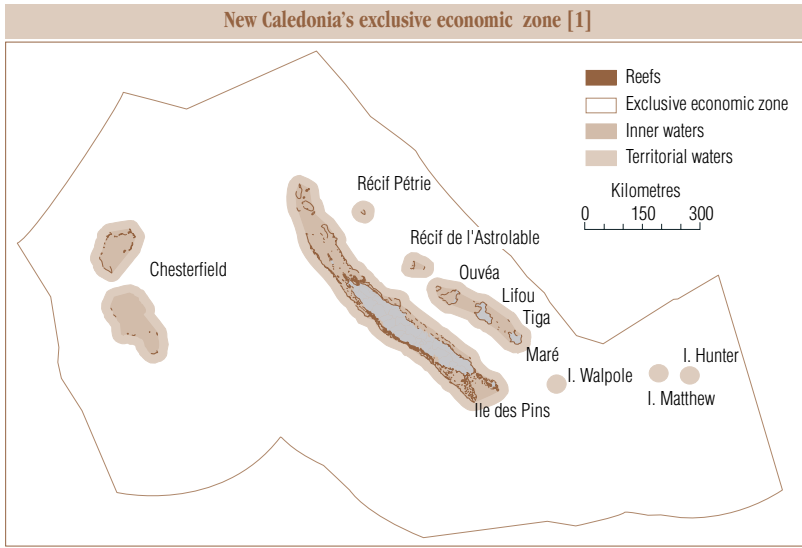 New Caledonia's exclusive economic zone [1]
Reefs
Exclusive economic zone
Inner waters
Territorial waters
Kilometres
0 150 300
Récif Pétrie
Récif de l'Astrolable
Chesterfield
Ouvéa
Lifou
Tiga
Maré
I. Walpole
I. Hunter
I. Matthew
Ile des Pins